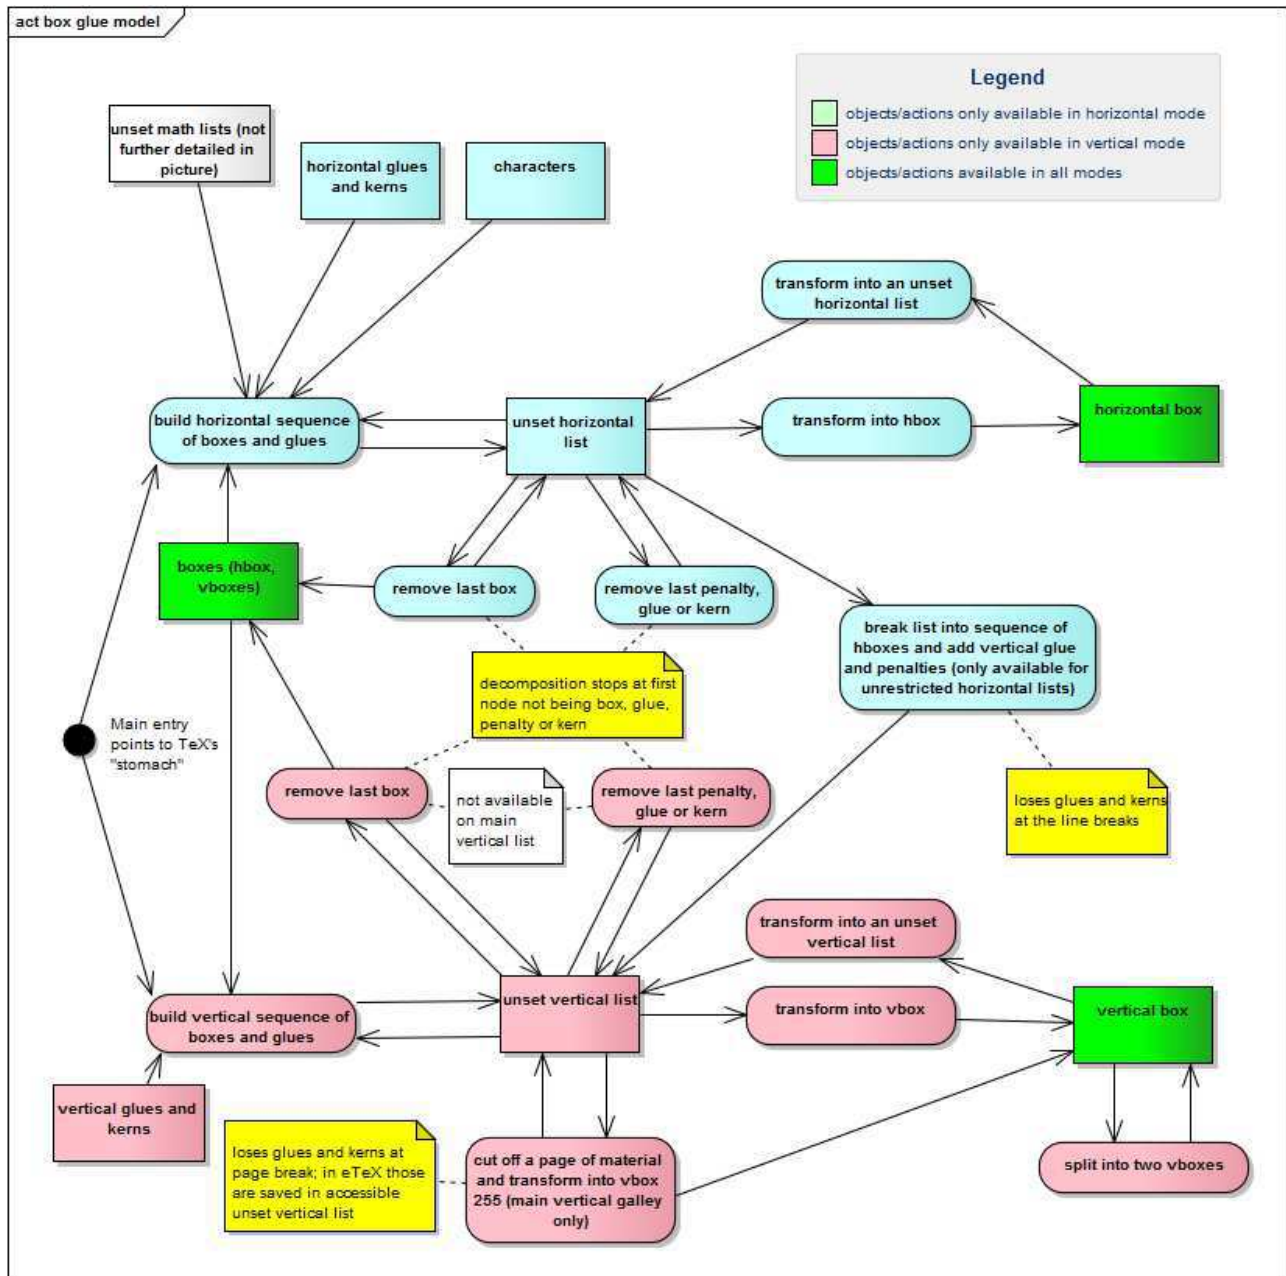 act box glue model
Legend
objects/actions only available in horizontal mode
objects/actions only available in vertical mode
objects/actions available in all modes
unset math lists (not
further detailed in
picture)
horizontal glues
and kerns
characters
transform into an unset
horizontal list
build horizontal sequence
of boxes and glues
unset horizontal
list
transform into hbox
horizontal box
boxes (hbox,
vboxes)
remove last box
remove last penalty,
glue or kern
break list into sequence of
hboxes and add vertical glue
and penalties (only available for
unrestricted horizontal lists)
decomposition stops at first
node not being box, glue,
penalty or kern
Main entry
points to TeX's
"stomach"
remove last box
not available
on main
vertical list
remove last penalty,
glue or kern
loses glues and kerns
at the line breaks
transform into an unset
vertical list
build vertical sequence of
boxes and glues
unset vertical list
transform into vbox
vertical box
vertical glues and
kerns
loses glues and kerns at
page break; in eTeX those
are saved in accessible
unset vertical list
cut off a page of material
and transform into vbox
255 (main vertical galley
only)
split into two vboxes